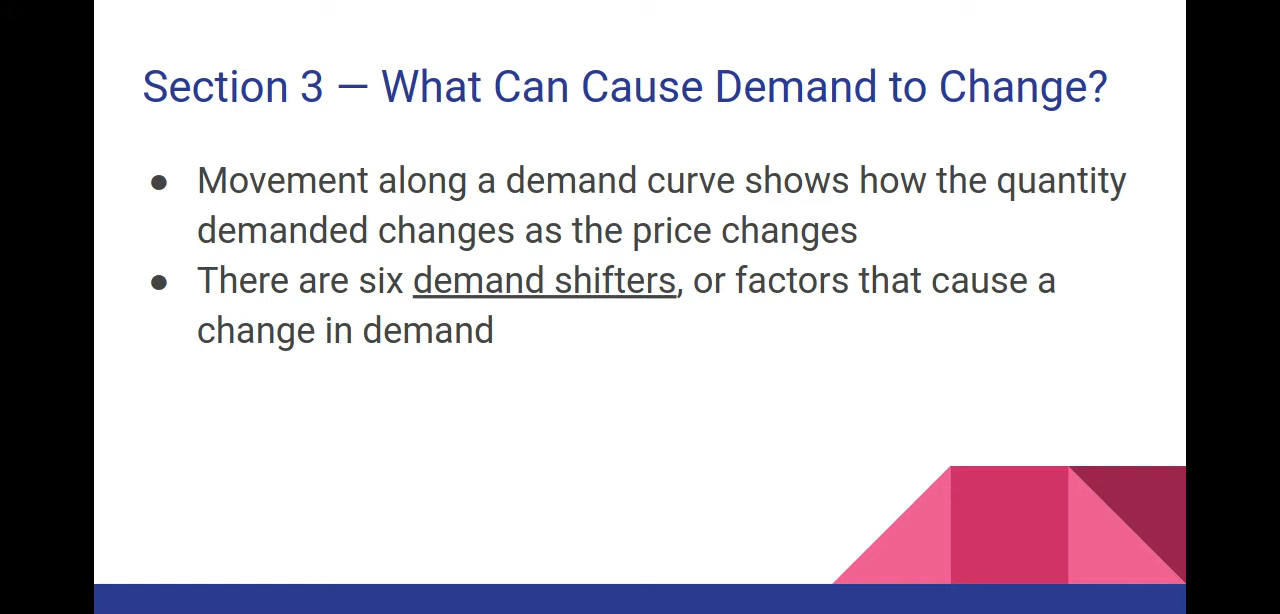 Section 3 — What Can Cause Demand to Change?
● Movement along a demand curve shows how the quantity
demanded changes as the price changes
● There are six demand shifters, or factors that cause a
change in demand